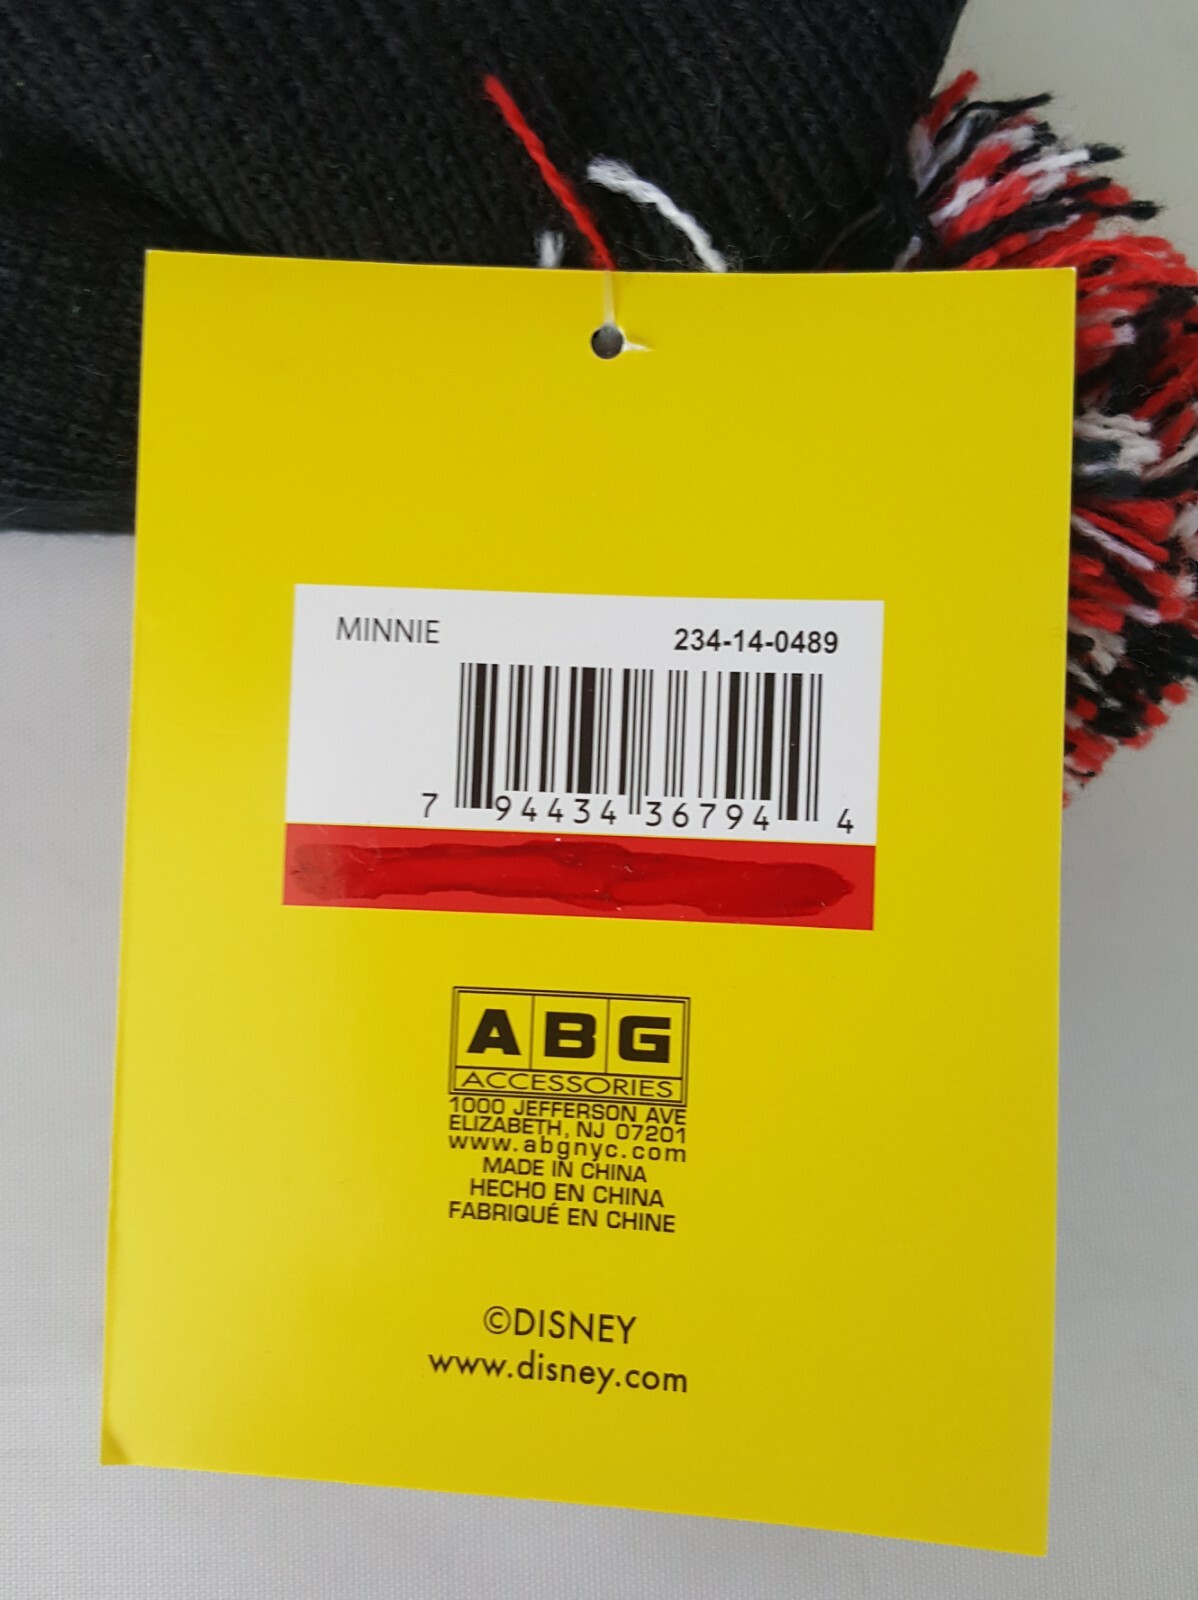 MINNIE 234-14-0489
7 94434 36794 4
ABG
ACCESSORIES
1000 JEFFERSON AVE
ELIZABETH, NJ 07201
www.abgnyc.com
MADE IN CHINA
HECHO EN CHINA
FABRIQUÉ EN CHINE
©DISNEY
www.disney.com